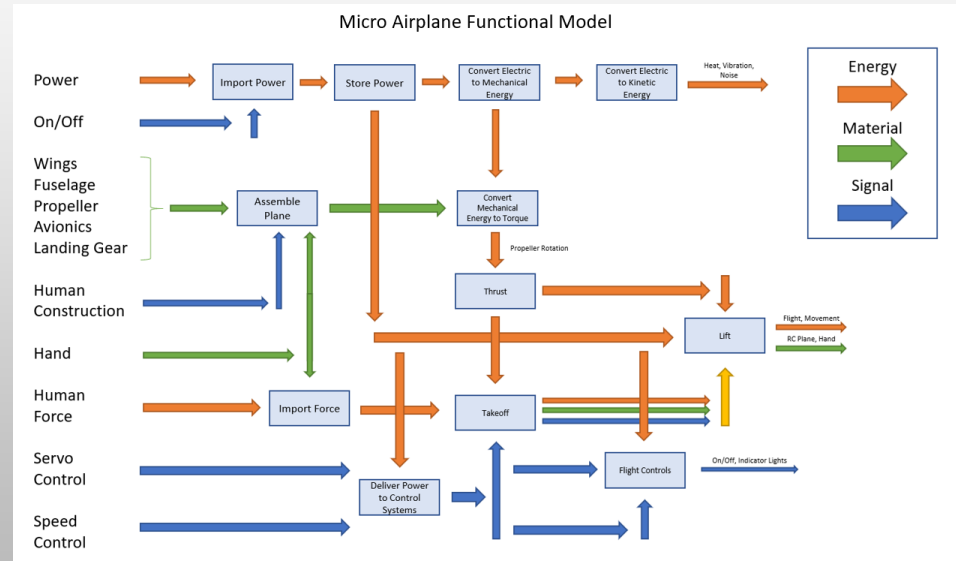 Micro Airplane Functional Model
Power
Import Power
Store Power
Convert Electric
to Mechanical
Energy
Convert Electric
to Kinetic
Energy
Heat, Vibration,
Noise
Energy
Material
Signal
On/Off
Wings
Fuselage
Propeller
Avionics
Landing Gear
Assemble
Plane
Convert
Mechanical
Energy to Torque
Propeller Rotation
Human
Construction
Thrust
Lift
Flight, Movement
RC Plane, Hand
Hand
Human
Force
Import Force
Takeoff
Servo
Control
Deliver Power
to Control
Systems
Flight Controls
On/Off, Indicator Lights
Speed
Control